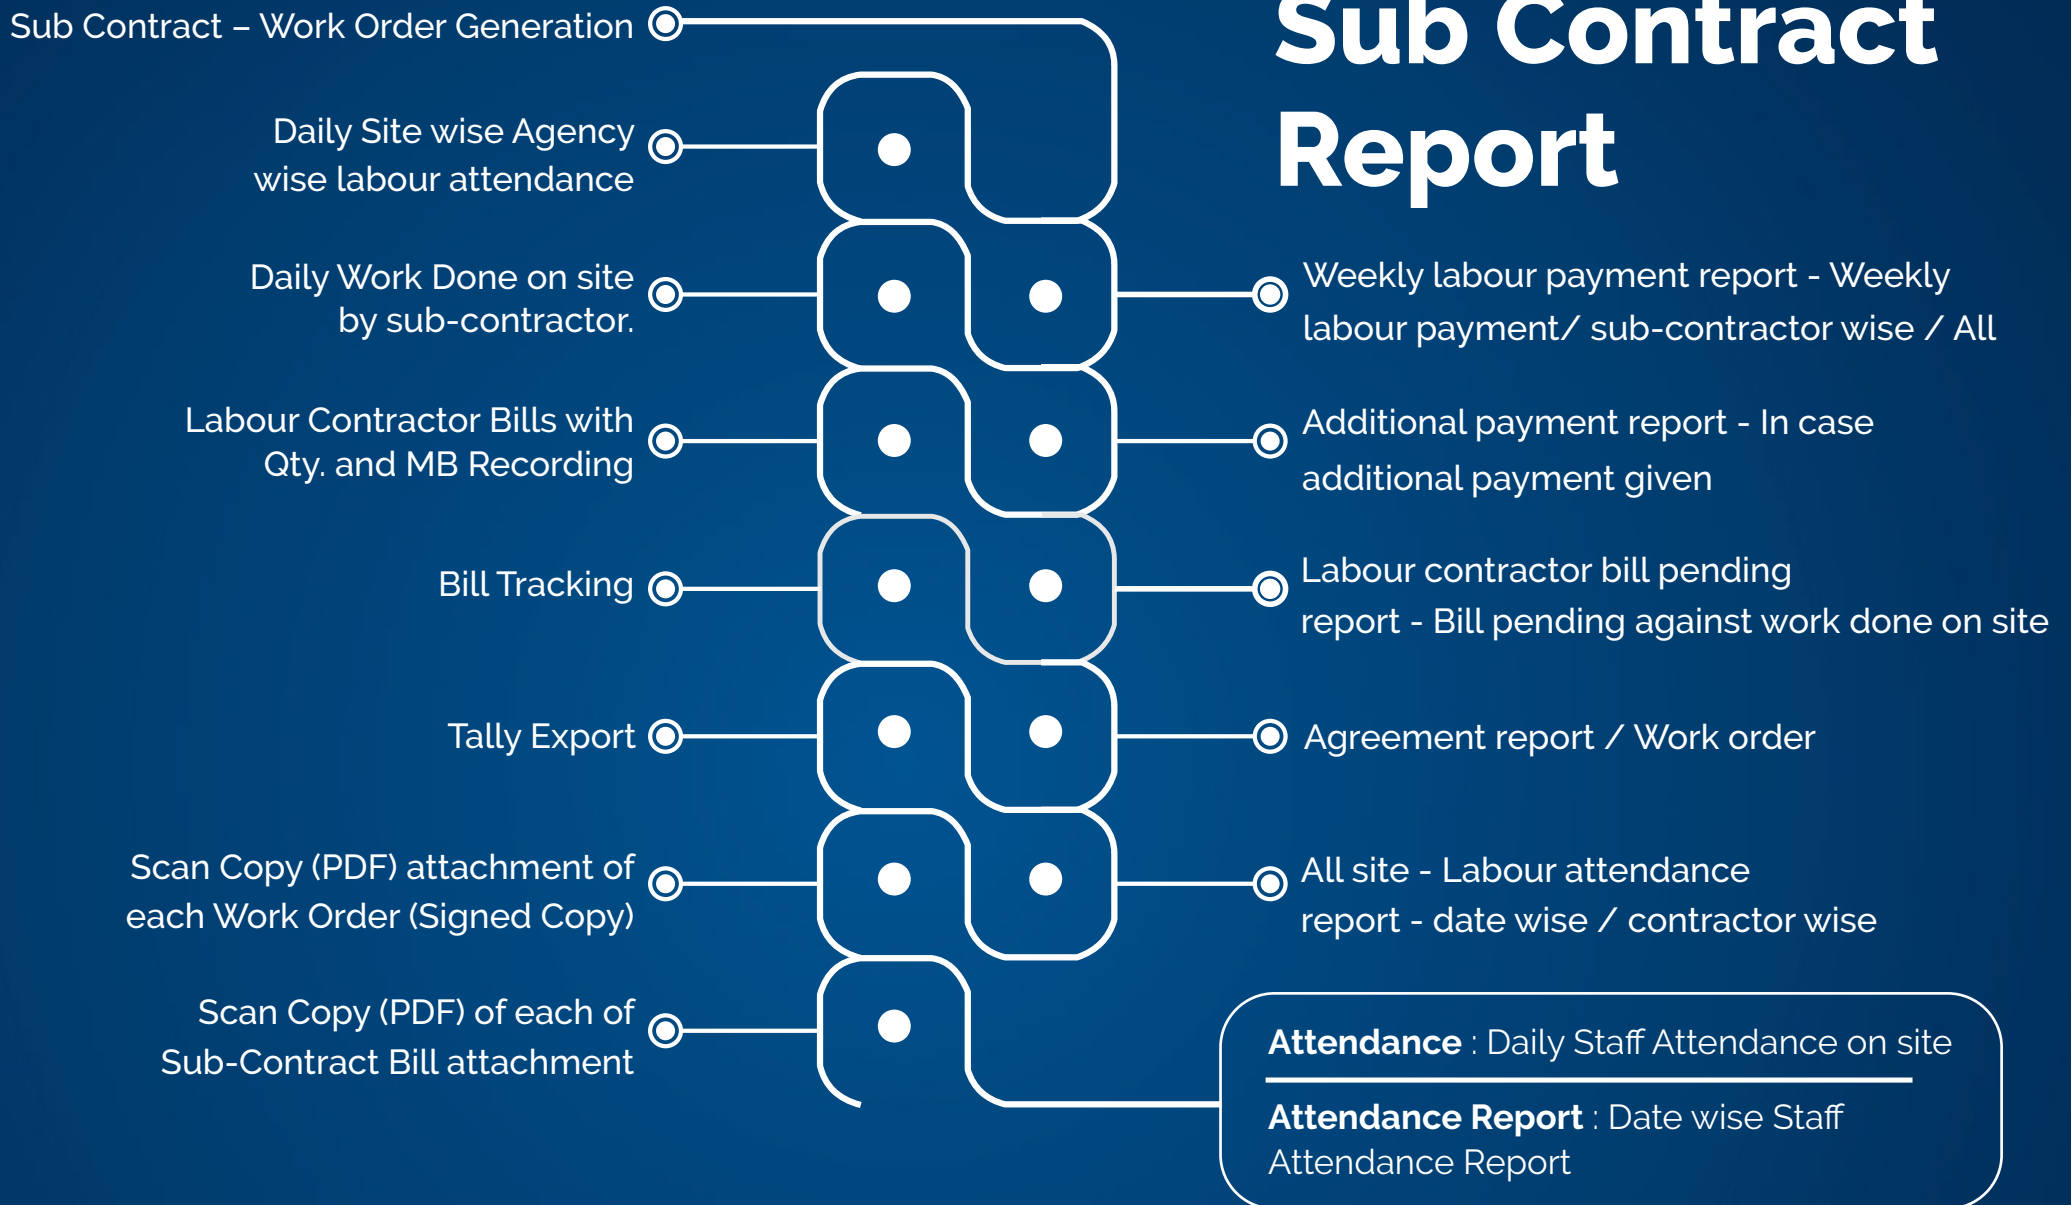 Sub Contract – Work Order Generation
Daily Site wise Agency
wise labour attendance
Daily Work Done on site
by sub-contractor.
Labour Contractor Bills with
Qty. and MB Recording
Bill Tracking
Tally Export
Scan Copy (PDF) attachment of
each Work Order (Signed Copy)
Scan Copy (PDF) of each of
Sub-Contract Bill attachment
Sub Contract
Report
Weekly labour payment report - Weekly
labour payment/ sub-contractor wise / All
Additional payment report - In case
additional payment given
Labour contractor bill pending
report - Bill pending against work done on site
Agreement report / Work order
All site - Labour attendance
report - date wise / contractor wise
Attendance : Daily Staff Attendance on site
Attendance Report : Date wise Staff
Attendance Report